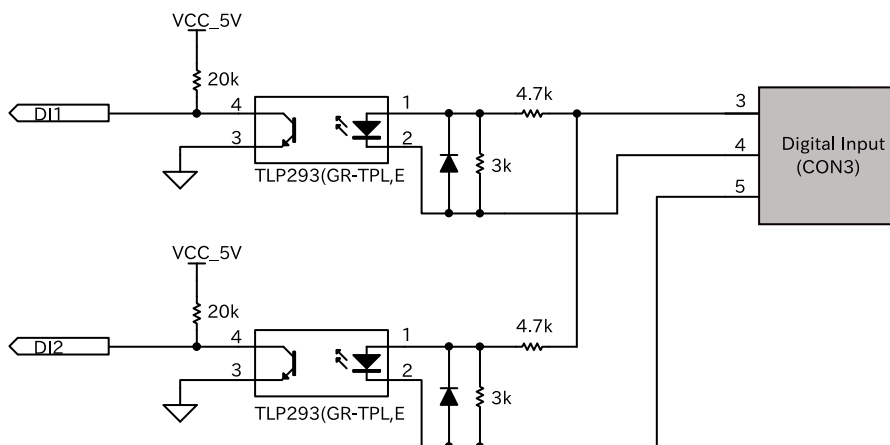 VCC_5V
20k
DI1
4
3
1
2
TLP293(GR-TPL,E
3k
4.7k
3
4
5
Digital Input
(CON3)
VCC_5V
20k
DI2
4
3
1
2
TLP293(GR-TPL,E
3k
4.7k